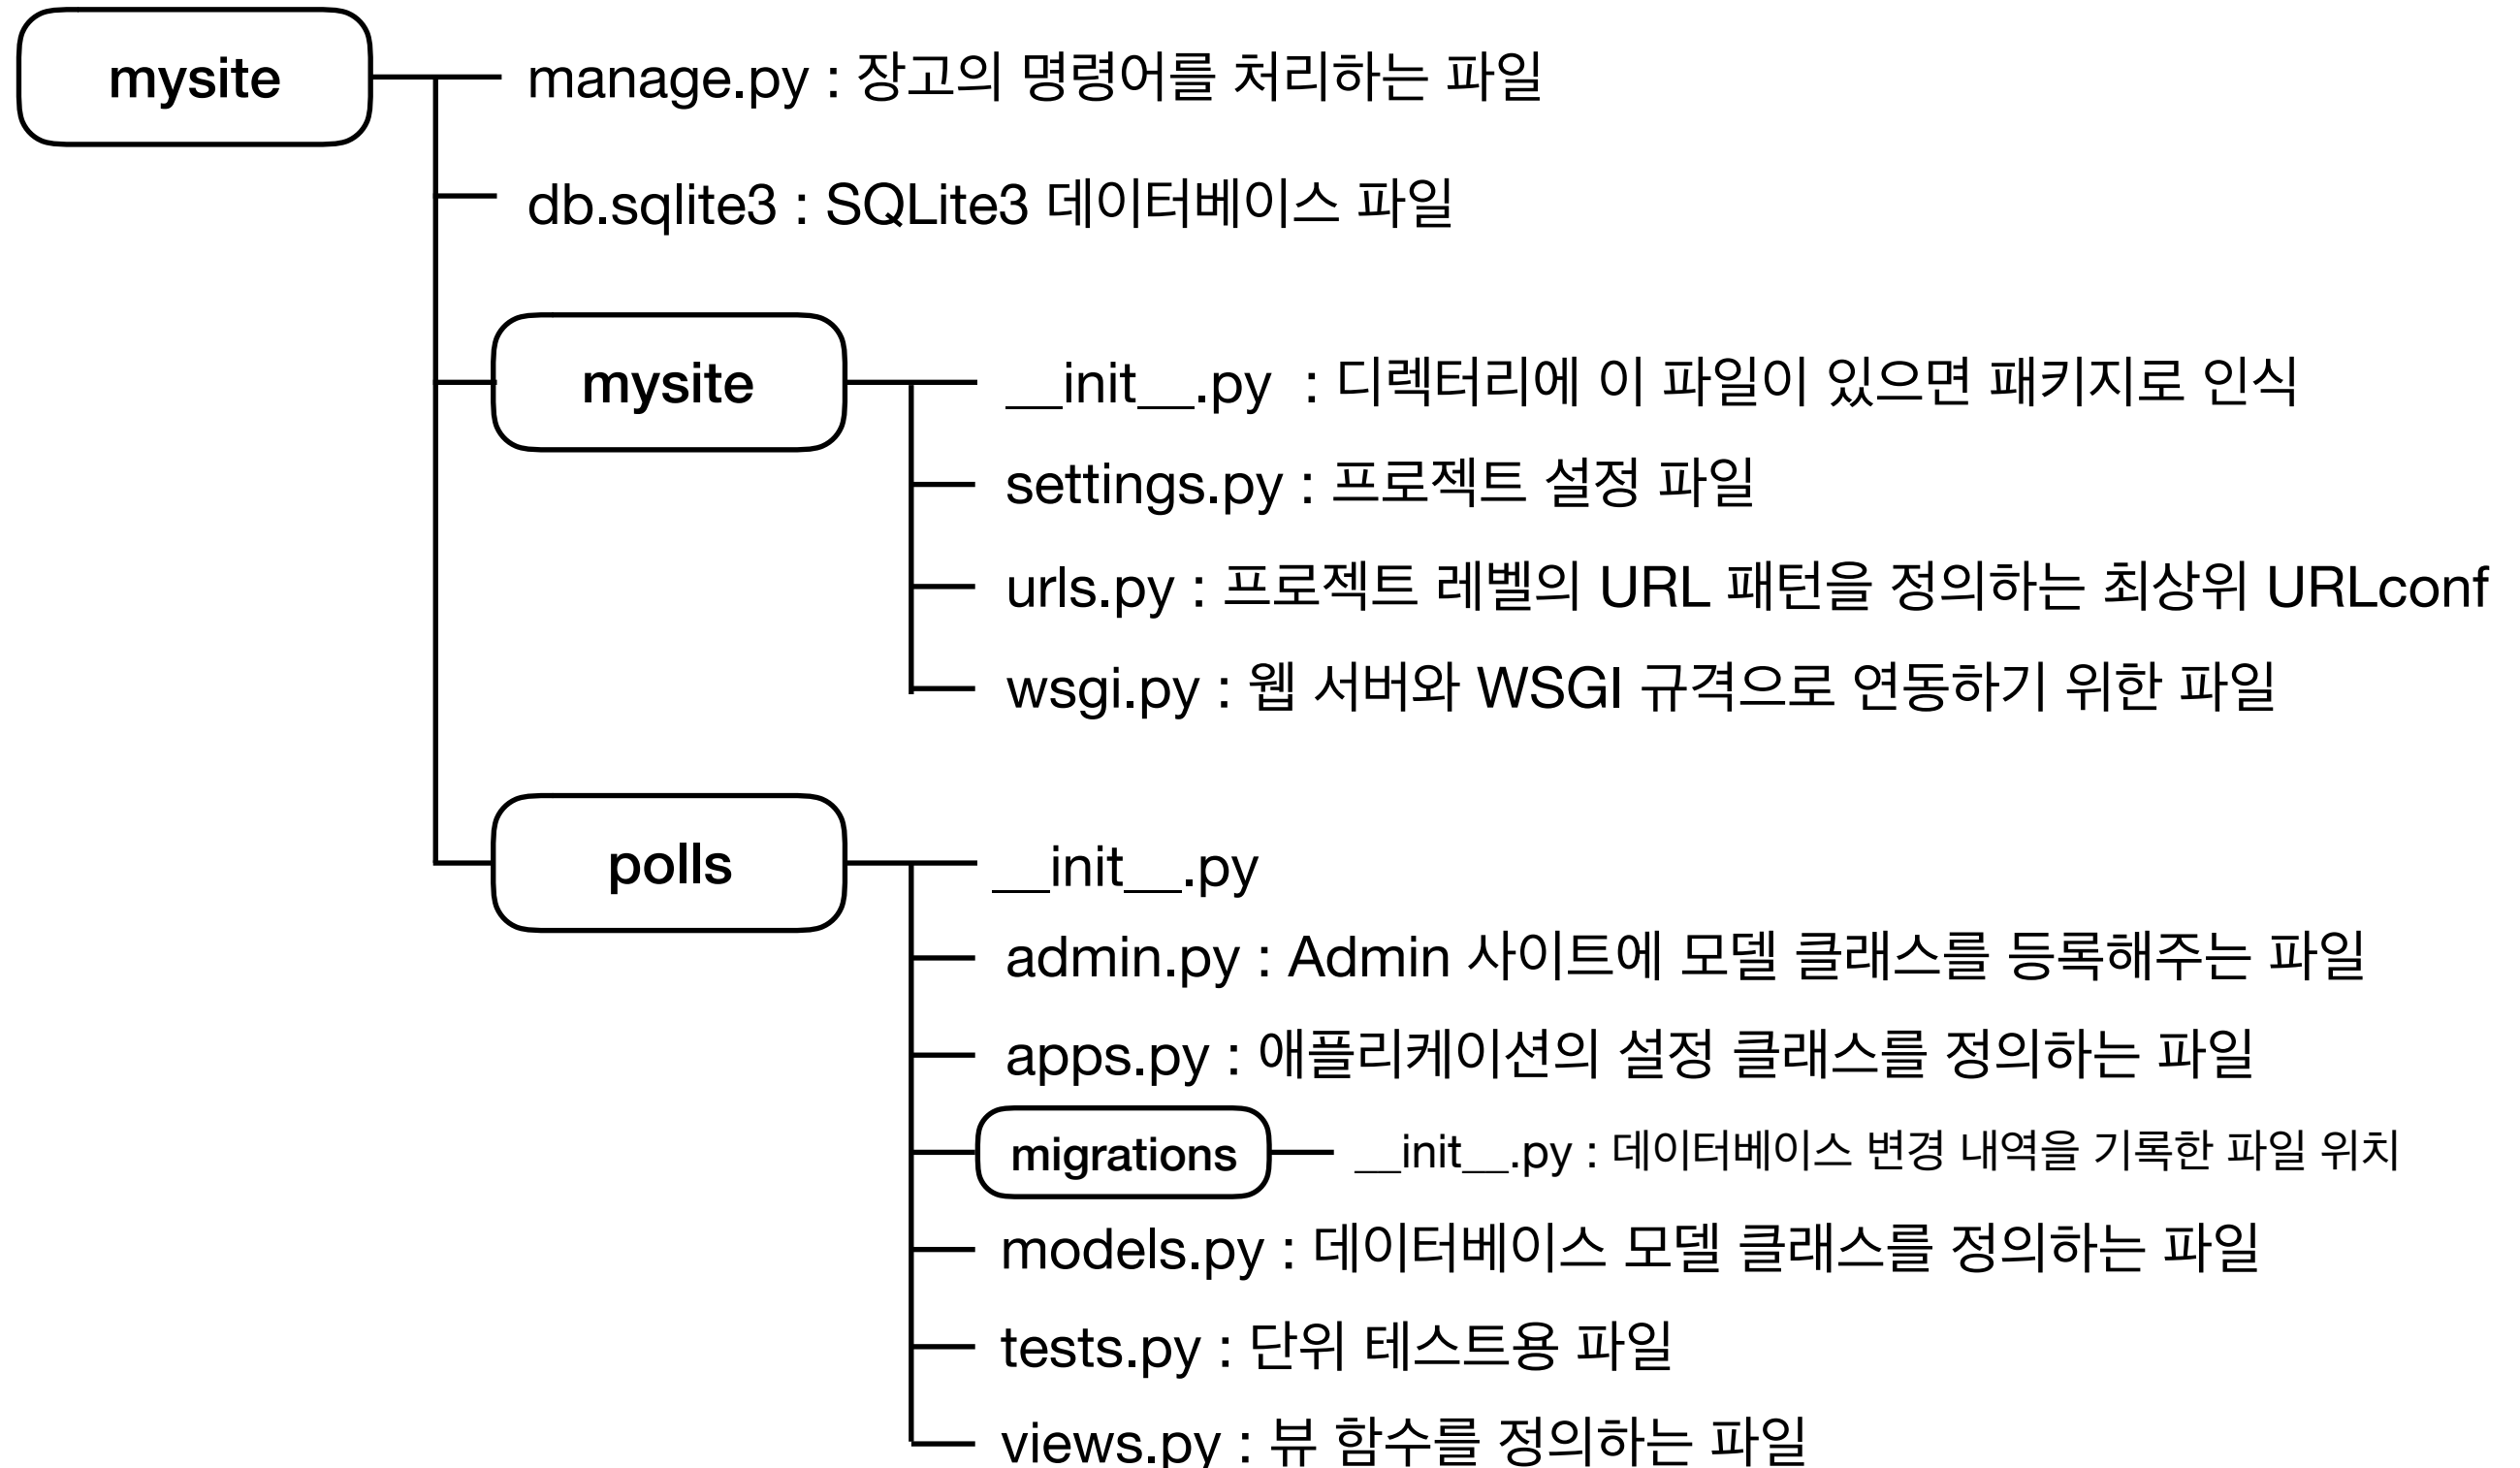 mysite
manage.py : 장고의 명령어를 처리하는 파일
db.sqlite3 : SQLite3 데이터베이스 파일
mysite
__init__.py : 디렉터리에 이 파일이 있으면 패키지로 인식
settings.py : 프로젝트 설정 파일
urls.py : 프로젝트 레벨의 URL 패턴을 정의하는 최상위 URLconf
wsgi.py : 웹 서버와 WSGI 규격으로 연동하기 위한 파일
polls
__init__.py
admin.py : Admin 사이트에 모델 클래스를 등록해주는 파일
apps.py : 애플리케이션의 설정 클래스를 정의하는 파일
migrations
__init__.py : 데이터베이스 변경 내역을 기록한 파일 위치
models.py : 데이터베이스 모델 클래스를 정의하는 파일
tests.py : 단위 테스트용 파일
views.py : 뷰 함수를 정의하는 파일